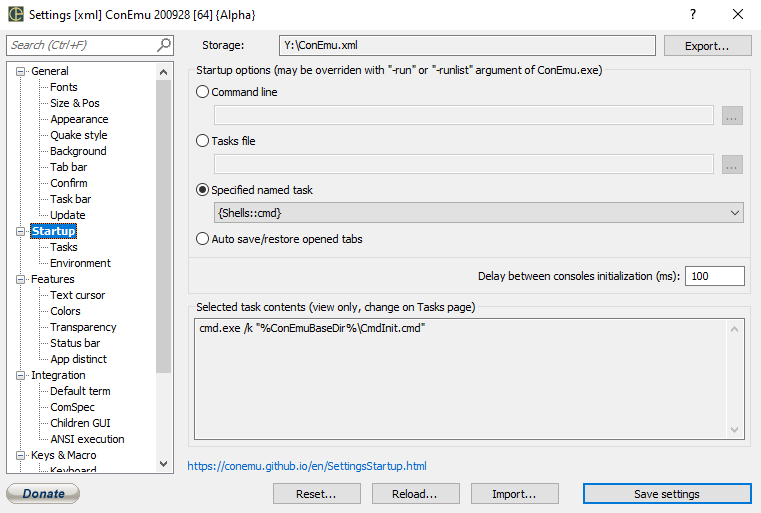 Settings [xml] ConEmu 200928 [64] {Alpha}
?
Search (Ctrl+F)
Storage:
Y:\ConEmu.xml
Export...
General
Fonts
Size & Pos
Appearance
Quake style
Background
Tab bar
Confirm
Task bar
Update
Startup
Tasks
Environment
Features
Text cursor
Colors
Transparency
Status bar
App distinct
Integration
Default term
ComSpec
Children GUI
ANSI execution
Keys & Macro
Keyboard
Startup options (may be overriden with "-run" or "-runlist" argument of ConEmu.exe)
Command line
...
Tasks file
...
Specified named task
{Shells::cmd}
Auto save/restore opened tabs
Delay between consoles initialization (ms):
100
Selected task contents (view only, change on Tasks page)
cmd.exe /k "%ConEmuBaseDir%\CmdInit.cmd"
https://conemu.github.io/en/SettingsStartup.html
Donate
Reset...
Reload...
Import...
Save settings